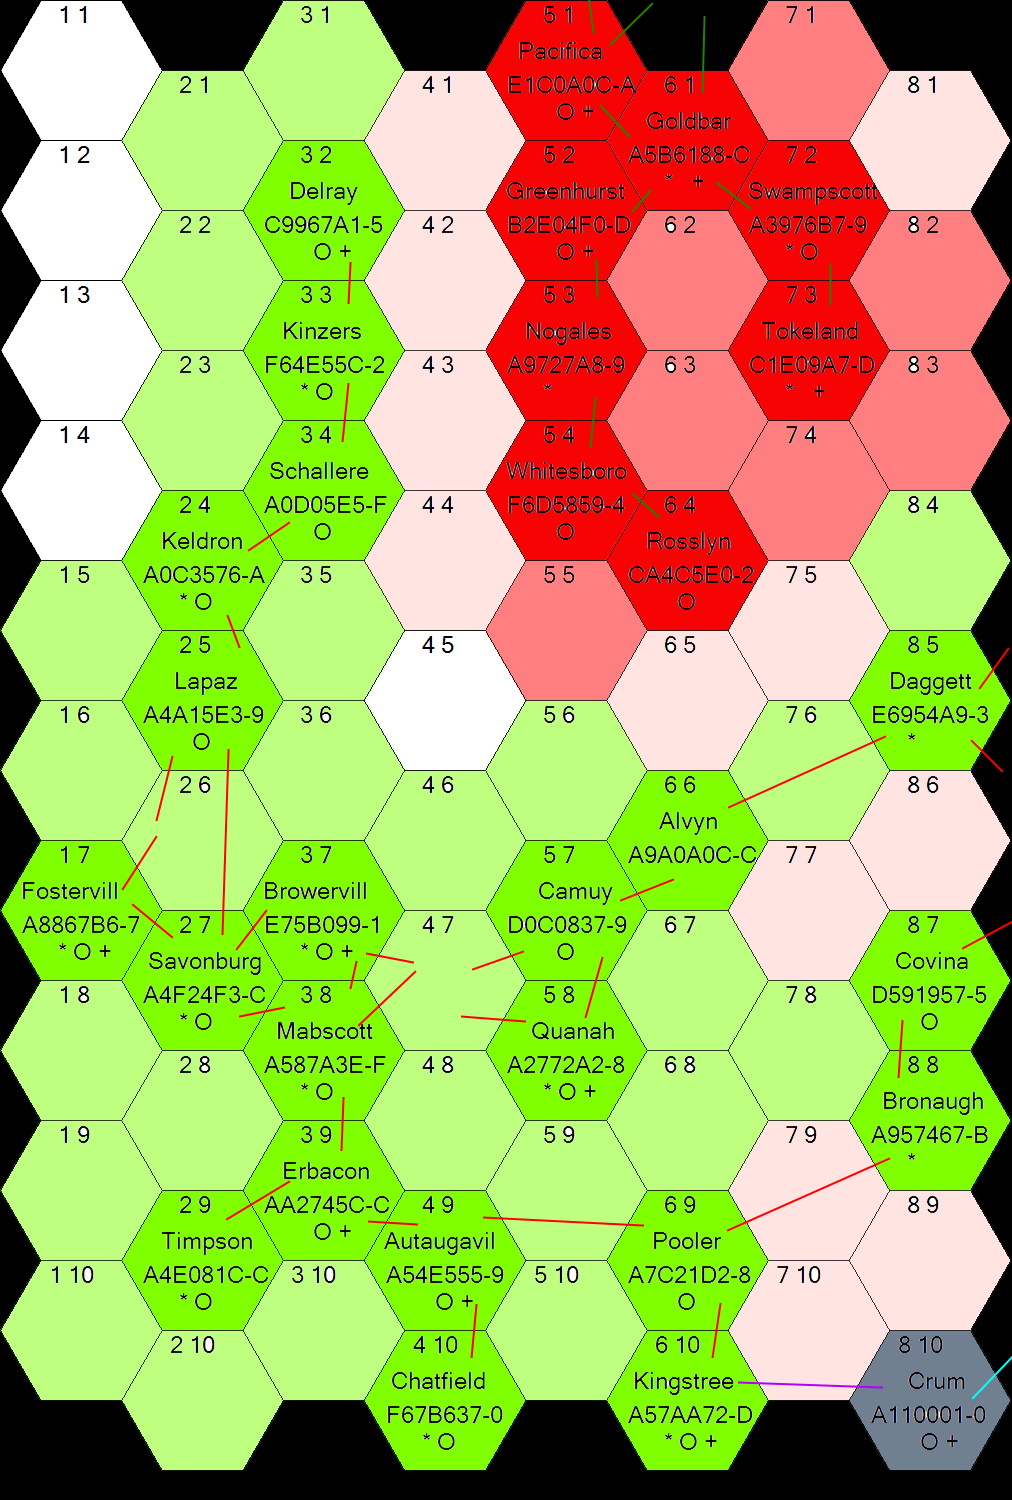 1 1
1 2
1 3
1 4
1 5
1 6
1 7
Fostervill
A8867B6-7
* O +
1 8
1 9
1 10
2 1
2 2
2 3
2 4
Keldron
A0C3576-A
* O
2 5
Lapaz
A4A15E3-9
O
2 6
2 7
Savonburg
A4F24F3-C
* O
2 8
2 9
Timpson
A4E081C-C
* O
2 10
3 1
3 2
Delray
C9967A1-5
O +
3 3
Kinzers
F64E55C-2
* O
3 4
Schallere
A0D05E5-F
O
3 5
3 6
3 7
Browervill
E75B099-1
* O +
3 8
Mabscott
A587A3E-F
* O
3 9
Erbacon
AA2745C-C
O +
3 10
4 1
4 2
4 3
4 4
4 5
4 6
4 7
4 8
4 9
Autaugavil
A54E555-9
O +
4 10
Chatfield
F67B637-0
* O
5 1
Pacifica
E1C0A0C-A
O +
5 2
Greenhurst
B2E04F0-D
O +
5 3
Nogales
A9727A8-9
*
5 4
Whitesboro
F6D5859-4
O
5 5
5 6
5 7
Camuy
D0C0837-9
O
5 8
Quanah
A2772A2-8
* O +
5 9
5 10
6 1
Goldbar
A5B6188-C
* +
6 2
6 3
6 4
Rosslyn
CA4C5E0-2
O
6 5
6 6
Alvyn
A9A0A0C-C
6 7
6 8
6 9
Pooler
A7C21D2-8
O
6 10
Kingstree
A57AA72-D
* O +
7 1
7 2
Swampscott
A3976B7-9
* O
7 3
Tokeland
C1E09A7-D
* +
7 4
7 5
7 6
7 7
7 8
7 9
7 10
8 1
8 2
8 3
8 4
8 5
Daggett
E6954A9-3
*
8 6
8 7
Covina
D591957-5
O
8 8
Bronaugh
A957467-B
*
8 9
8 10
Crum
A110001-0
O +